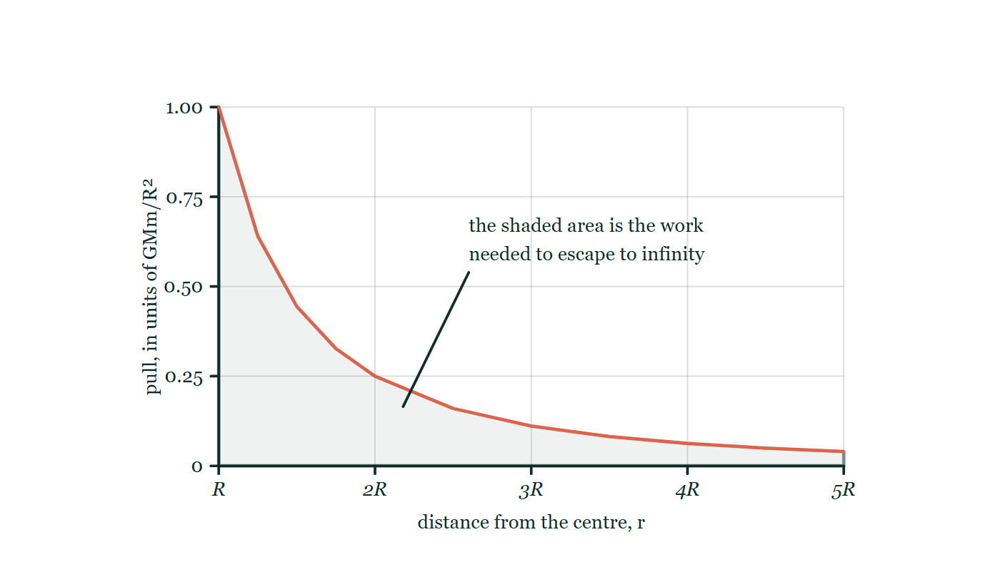 1.00
0.75
0.50
0.25
0
pull, in units of GMm/R²
the shaded area is the work
needed to escape to infinity
R
2R
3R
4R
5R
distance from the centre, r